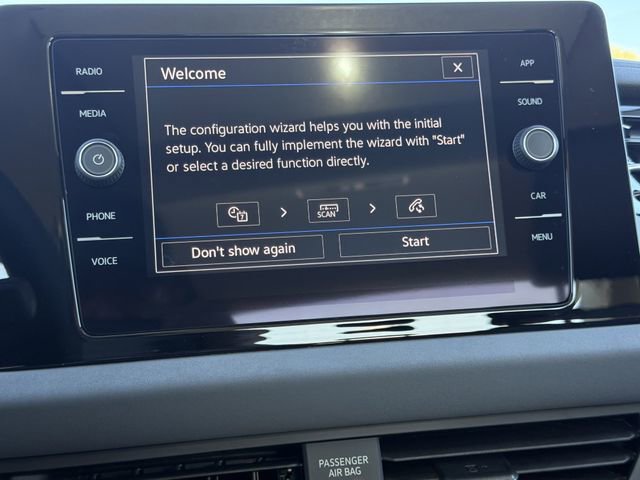 RADIO
MEDIA
PHONE
VOICE
Welcome
X
The configuration wizard helps you with the initial
setup. You can fully implement the wizard with "Start"
or select a desired function directly.
7
>
SCAN
>
Don't show again
Start
APP
SOUND
CAR
MENU
PASSENGER
AIR BAG